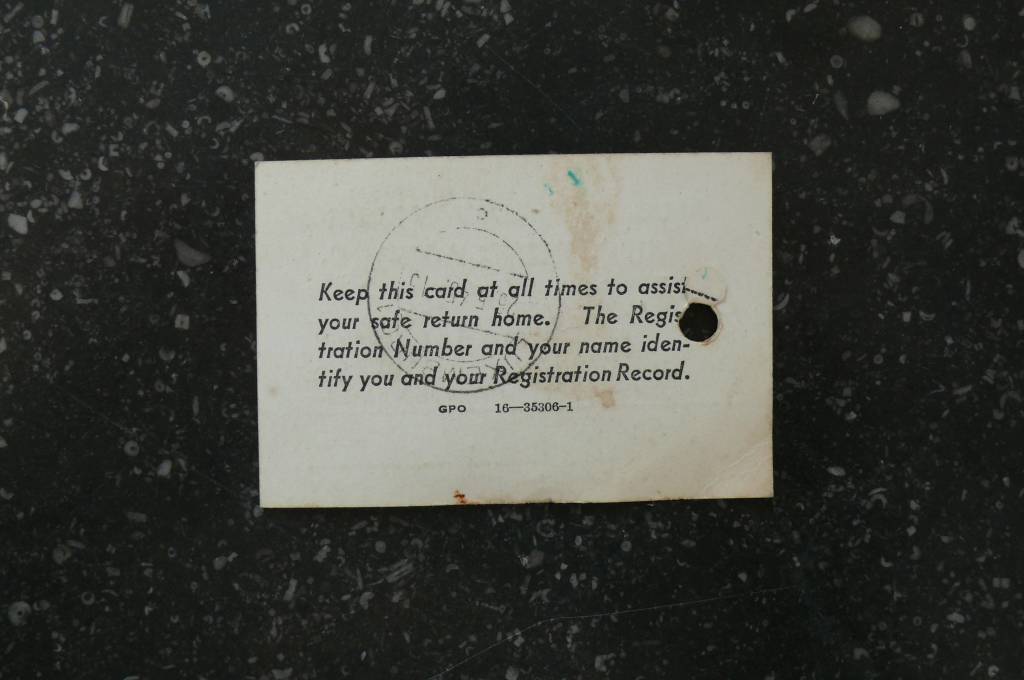 Keep this card at all times to assist
your safe return home. The Regis
tration Number and your name iden-
tify you and your Registration Record.
GPO 16—35306-1